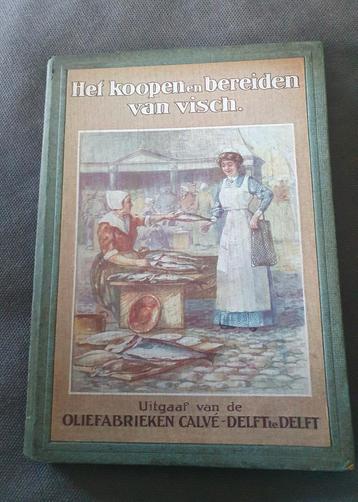 Het koopen en bereiden
van visch.
Uitgaaf van de
OLIEFABRIEKEN CALVÉ-DELFT te DELFT